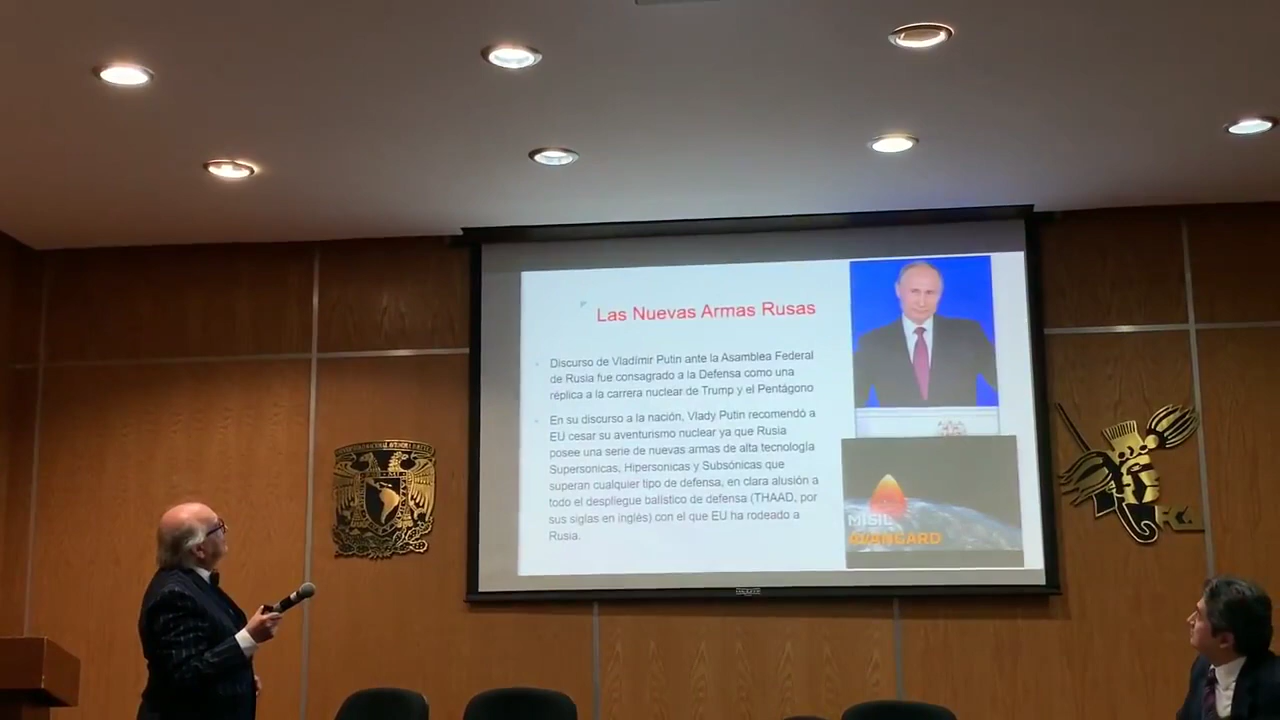 Las Nuevas Armas Rusas
Discurso de Vladímir Putin ante la Asamblea Federal
de Rusia fue consagrado a la Defensa como una
réplica a la carrera nuclear de Trump y el Pentágono
En su discurso a la nación, Vlady Putin recomendó a
EU cesar su aventurismo nuclear ya que Rusia
posee una serie de nuevas armas de alta tecnología
Supersonicas, Hipersonicas y Subsónicas que
superan cualquier tipo de defensa, en clara alusión a
todo el despliegue balístico de defensa (THAAD, por
sus siglas en inglés) con el que EU ha rodeado a
Rusia.
MISIL
AVANGARD